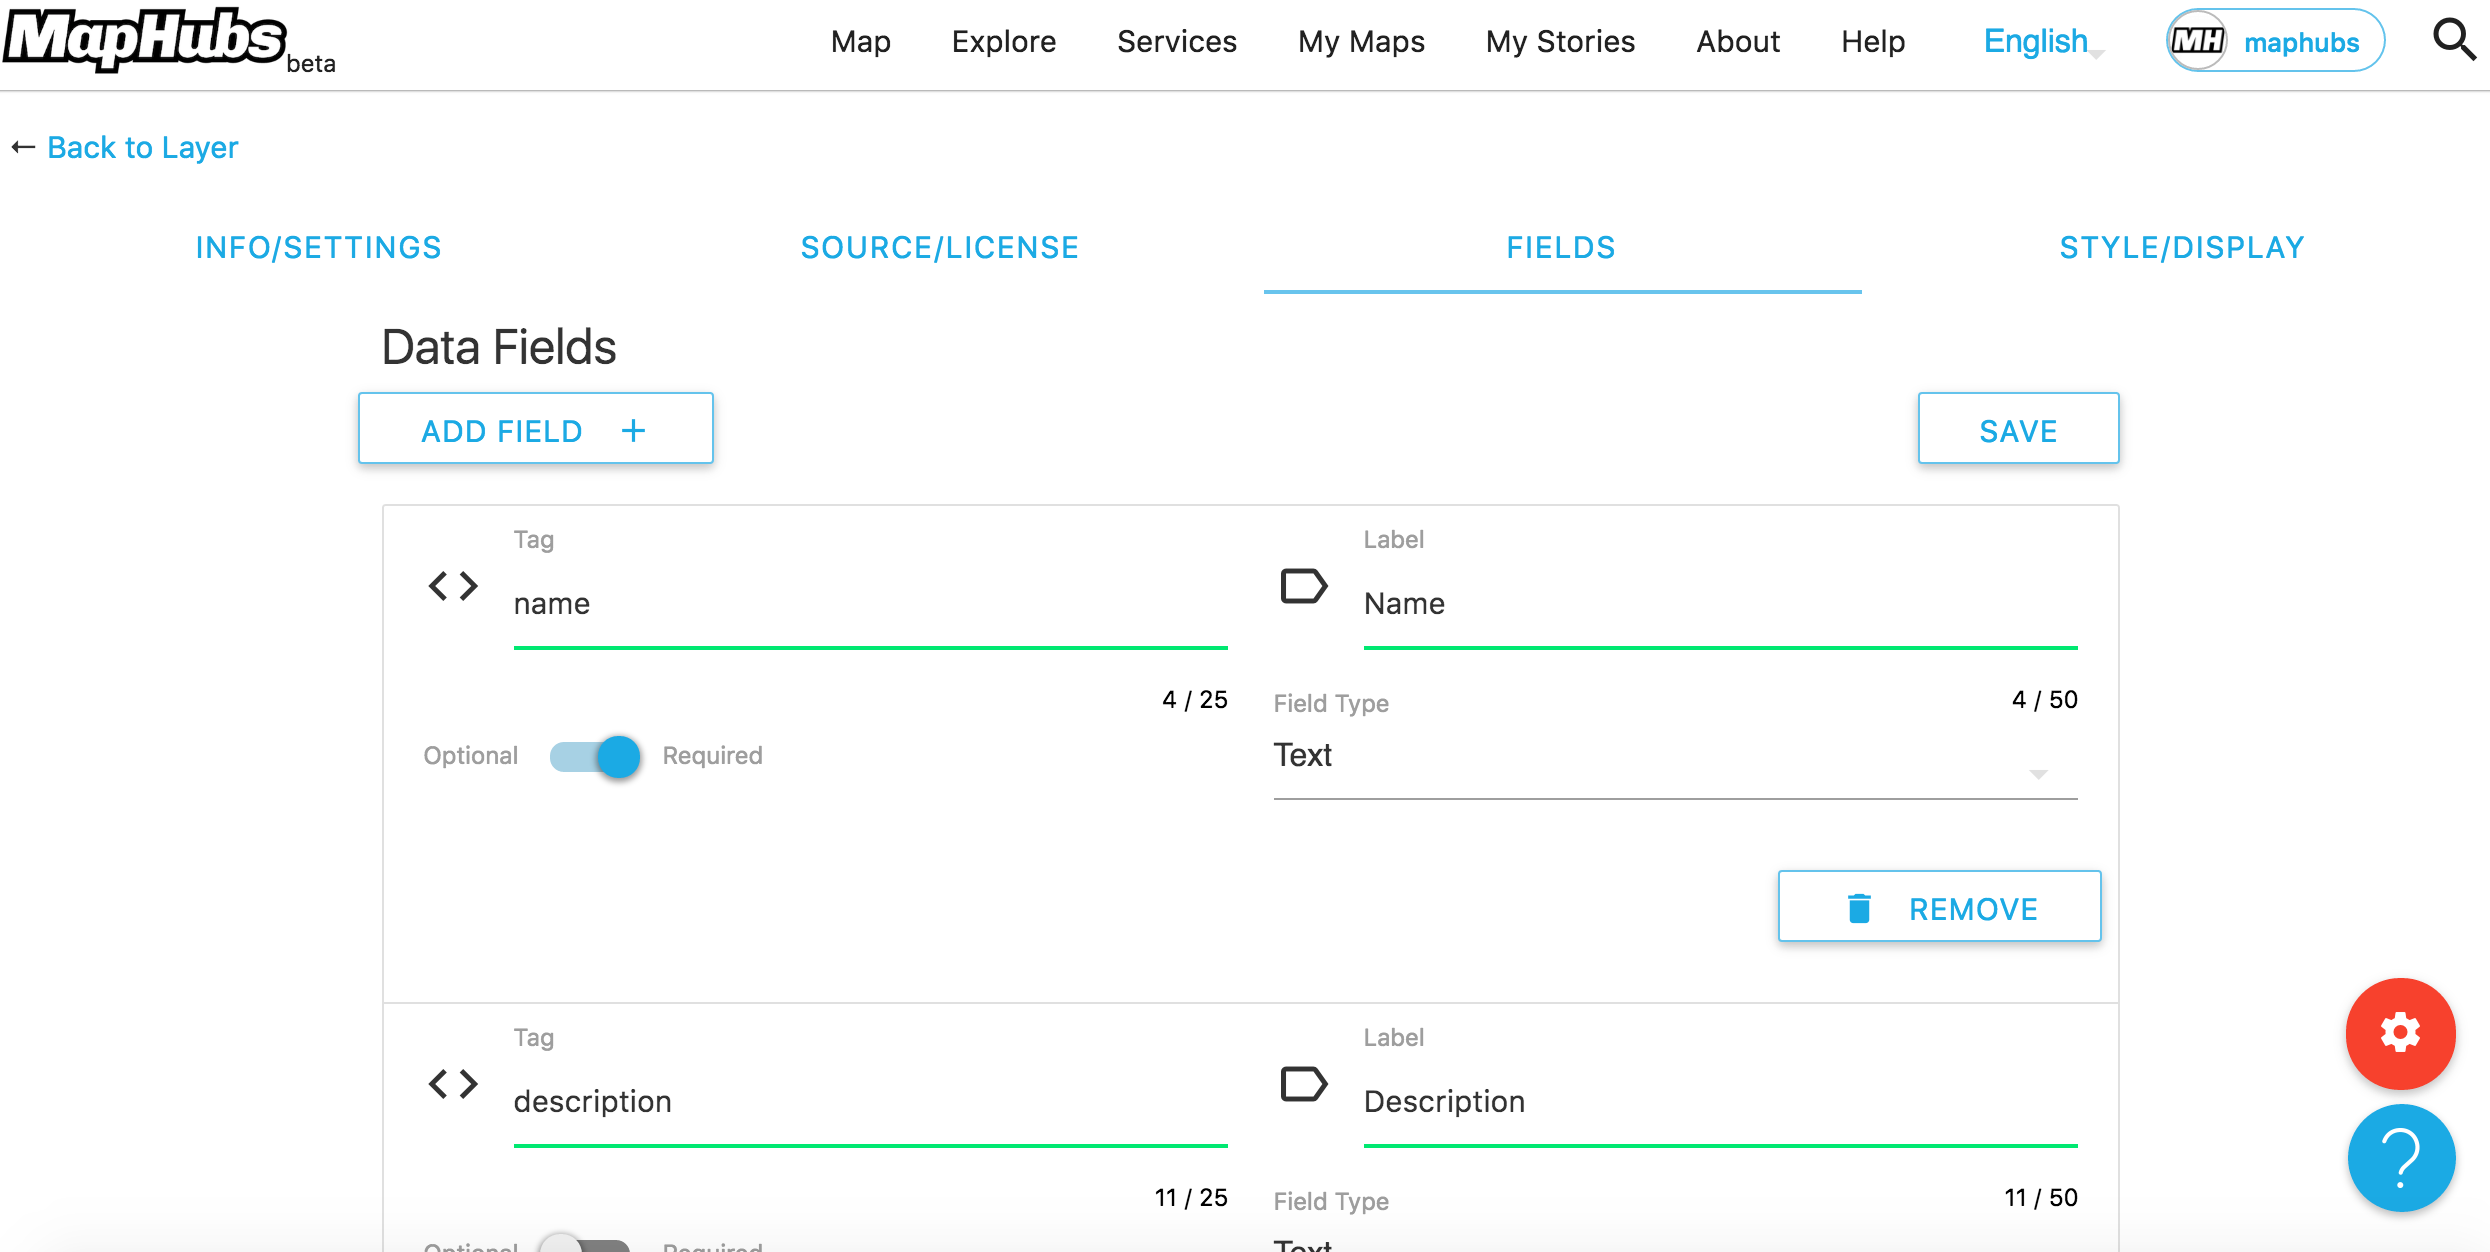 MapHubs beta Map Explore Services My Maps My Stories About Help English MH maphubs
← Back to Layer
INFO/SETTINGS SOURCE/LICENSE FIELDS STYLE/DISPLAY
Data Fields
ADD FIELD + SAVE
Tag Label
name Name
4 / 25 Field Type 4 / 50
Optional Required Text
REMOVE
Tag Label
description Description
11 / 25 Field Type 11 / 50
Optional Required Text